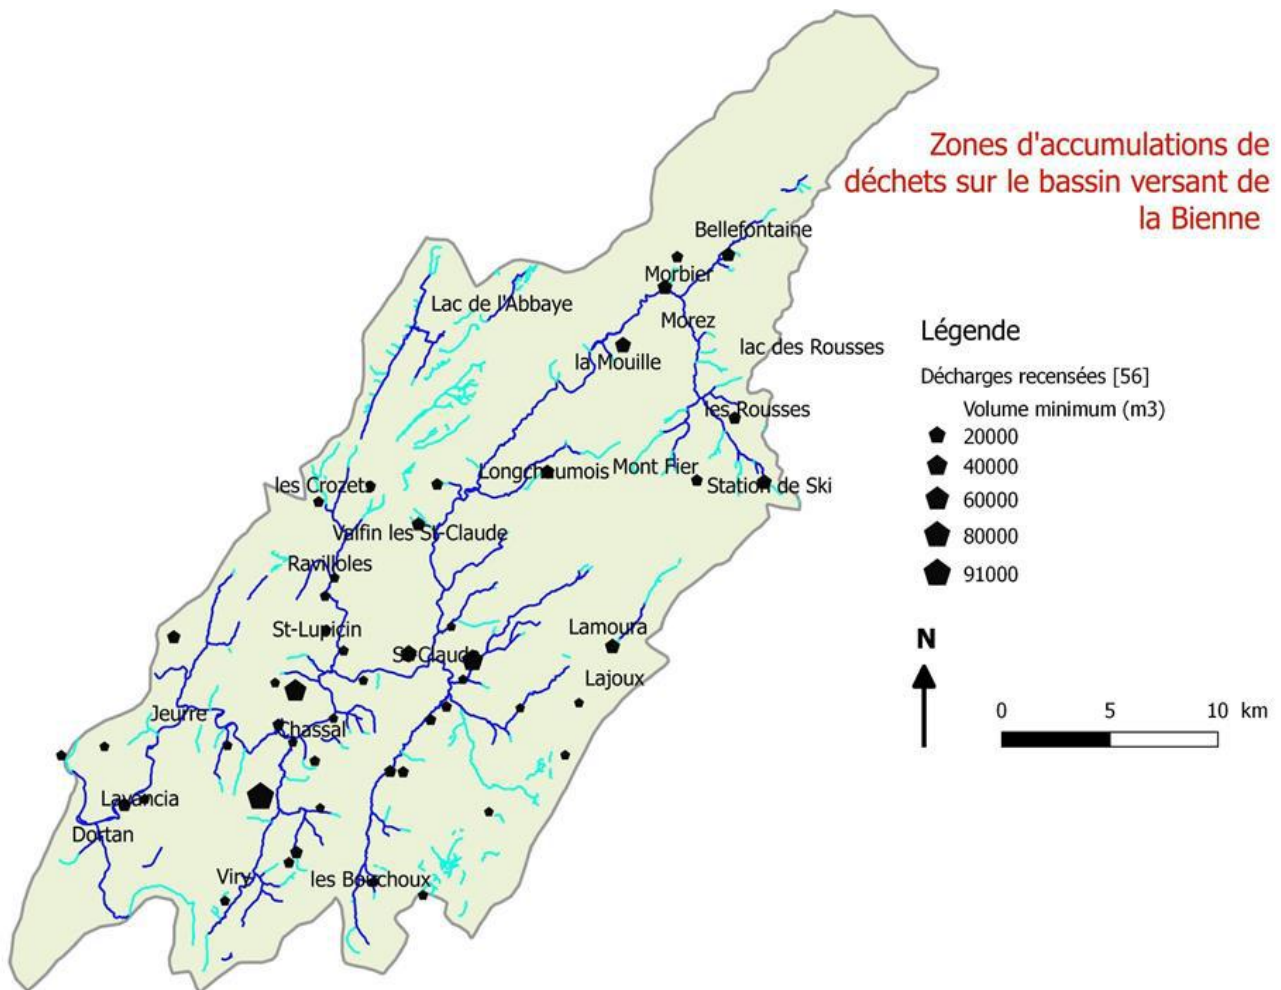 Zones d'accumulations de
déchets sur le bassin versant de
la Bienne
Bellefontaine
Morbier
Lac de l'Abbaye
Morez
lac des Rousses
la Mouille
les Rousses
Longchaumois
Mont Fier
Station de Ski
les Crozets
Valfin les St-Claude
Ravilloles
St-Lupicin
Lamoura
St-Claude
Lajoux
Jeurre
Chassal
Lavancia
Dortan
Viry
les Bouchoux
Légende
Décharges recensées [56]
Volume minimum (m3)
20000
40000
60000
80000
91000
N
0 5 10 km